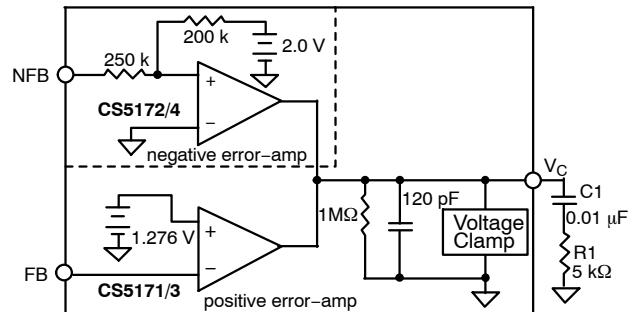 200 k
2.0 V
250 k
NFB
+
CS5172/4
−
negative error−amp
VC
C1
120 pF
1MΩ
0.01 µF
Voltage
Clamp
+
1.276 V
R1
5 kΩ
−
FB
CS5171/3
positive error−amp